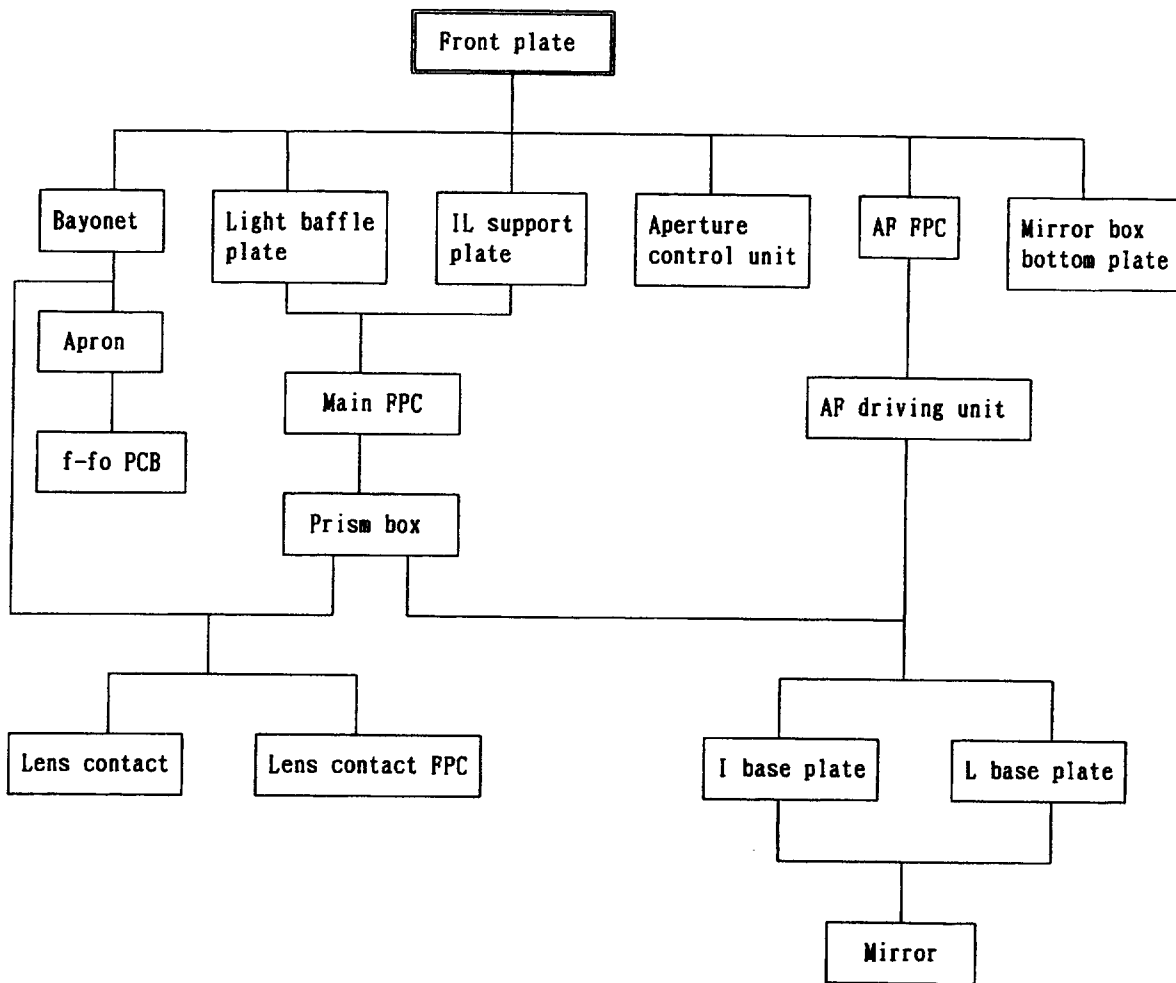 Front plate
Bayonet
Light baffle
plate
IL support
plate
Aperture
control unit
AF FPC
Mirror box
bottom plate
Apron
Main FPC
AF driving unit
f-fo PCB
Prism box
Lens contact
Lens contact FPC
I base plate
L base plate
Mirror